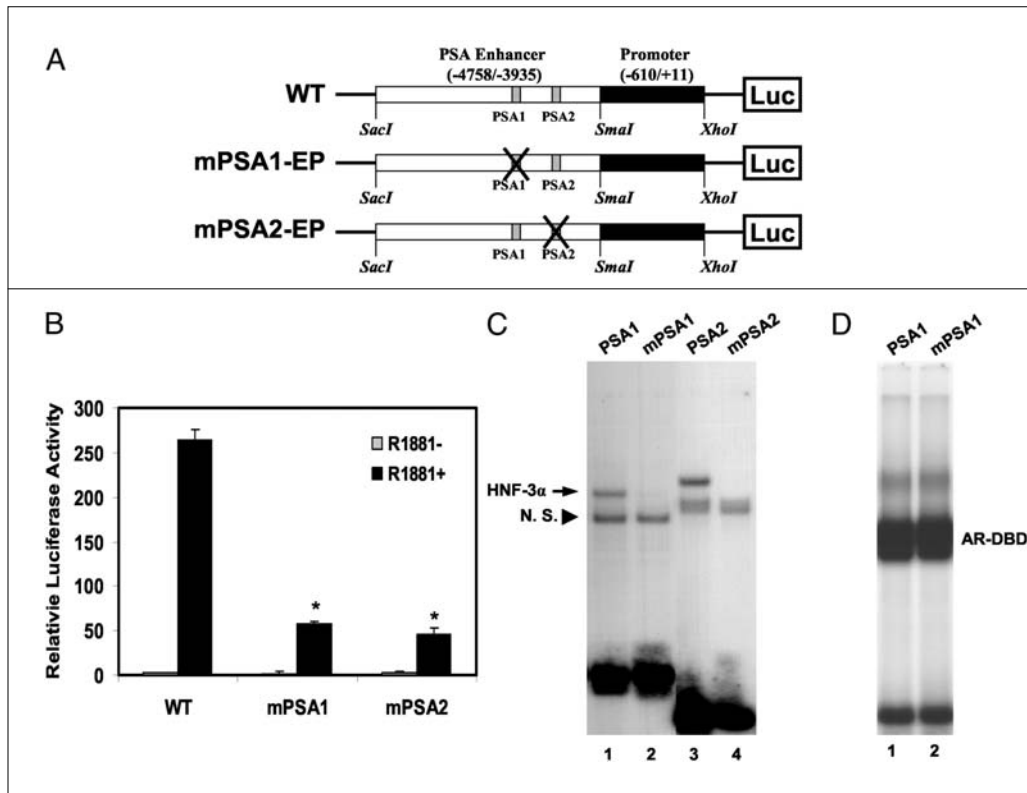 A
PSA Enhancer
(-4758/-3935)
Promoter
(-610/+11)
WT
Luc
PSA1
PSA2
SacI
SmaI
XhoI
mPSA1-EP
Luc
PSA1
PSA2
SacI
SmaI
XhoI
mPSA2-EP
Luc
PSA1
PSA2
SacI
SmaI
XhoI
B
Relativie Luciferase Activity
300
250
200
150
100
50
0
R1881-
R1881+
*
*
WT
mPSA1
mPSA2
C
PSA1
mPSA1
PSA2
mPSA2
HNF-3α
N. S.
1
2
3
4
D
PSA1
mPSA1
AR-DBD
1
2